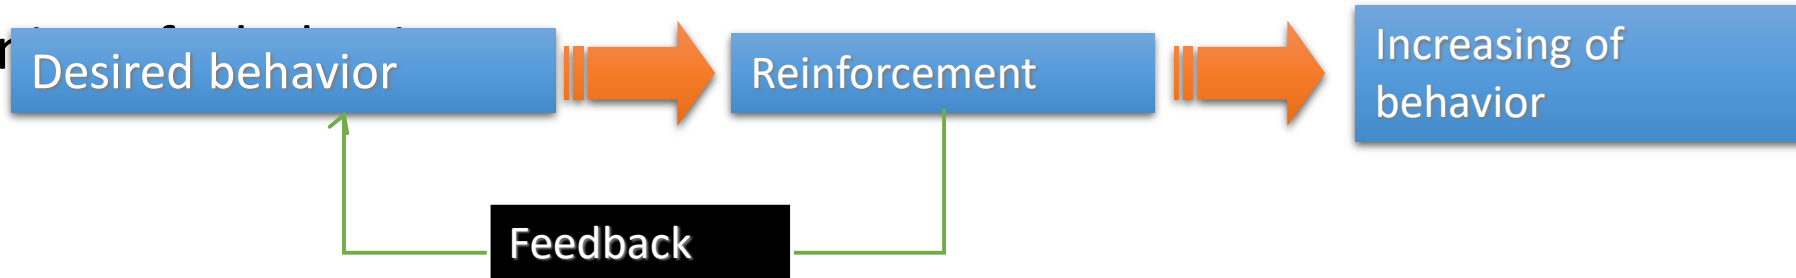 Desired behavior
Reinforcement
Increasing of
behavior
Feedback